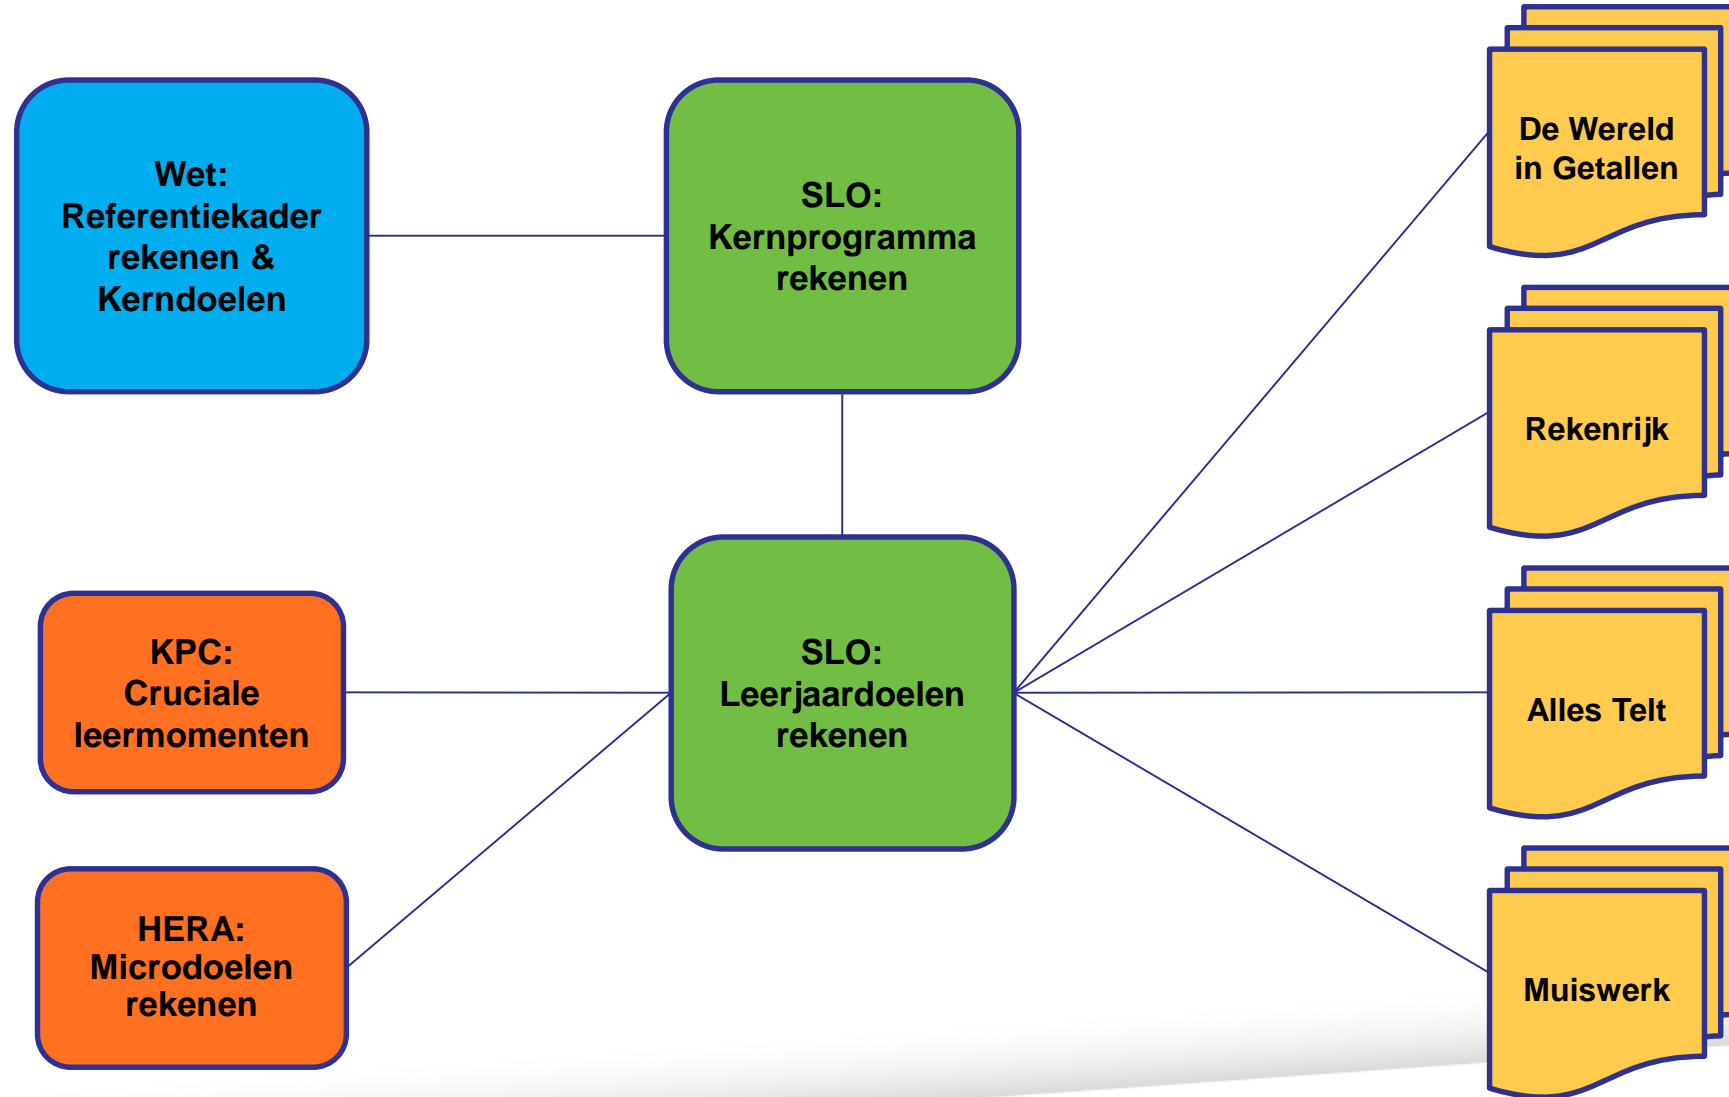 Wet:
Referentiekader
rekenen &
Kerndoelen
SLO:
Kernprogramma
rekenen
De Wereld
in Getallen
Rekenrijk
KPC:
Cruciale
leermomenten
SLO:
Leerjaardoelen
rekenen
Alles Telt
HERA:
Microdoelen
rekenen
Muiswerk